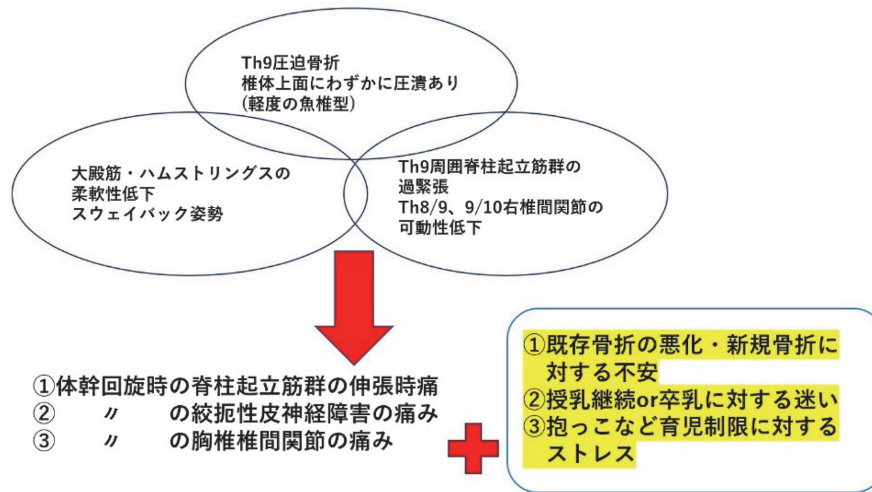 Th9圧迫骨折
椎体上面にわずかに圧潰あり
(軽度の魚椎型)
大殿筋・ハムストリングスの
柔軟性低下
スウェイバック姿勢
Th9周囲脊柱起立筋群の
過緊張
Th8/9、9/10右椎間関節の
可動性低下
①体幹回旋時の脊柱起立筋群の伸張時痛
② 〃 の絞扼性皮神経障害の痛み
③ 〃 の胸椎椎間関節の痛み
①既存骨折の悪化・新規骨折に
対する不安
②授乳継続or卒乳に対する迷い
③抱っこなど育児制限に対する
ストレス